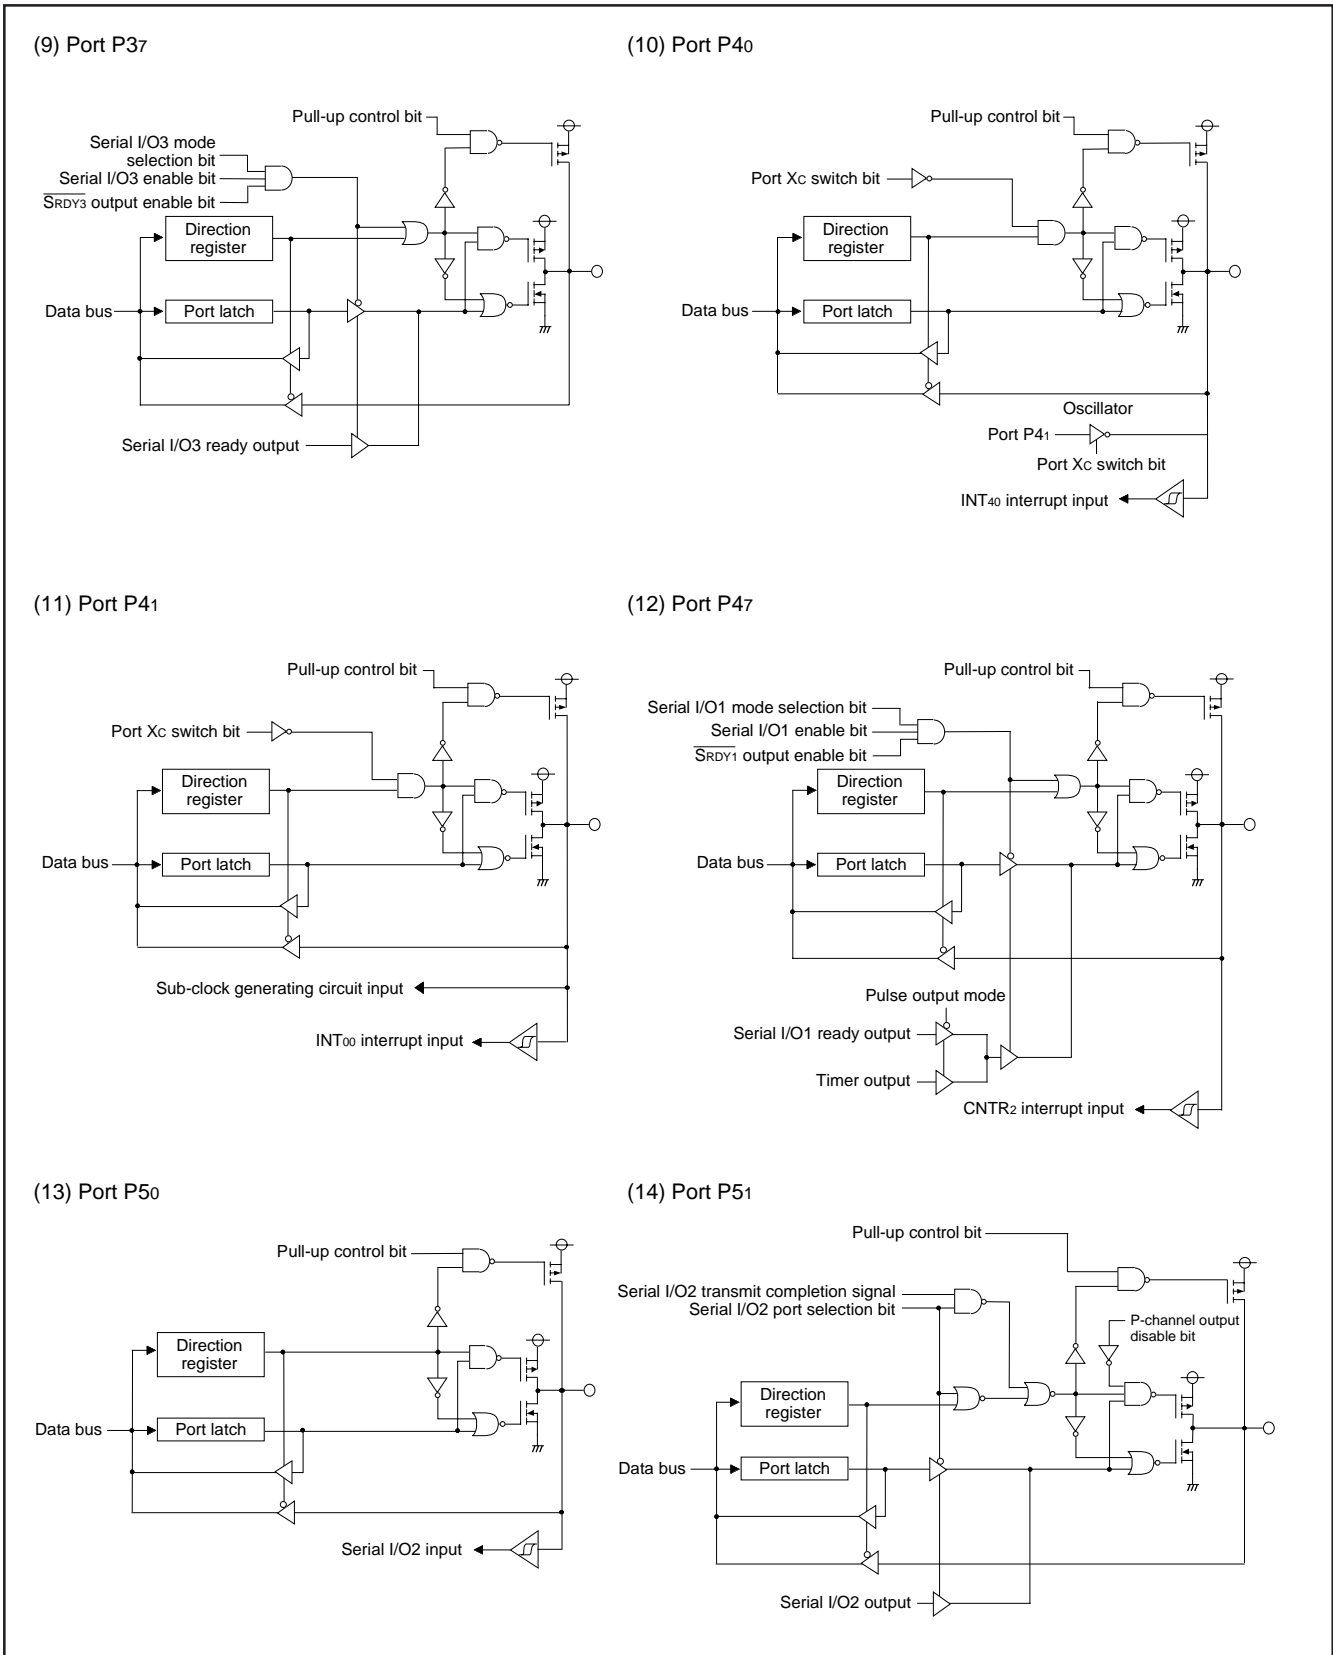 (9) Port P37
Pull-up control bit
Serial I/O3 mode
selection bit
Serial I/O3 enable bit
SRDY3 output enable bit
Direction
register
Data bus
Port latch
Serial I/O3 ready output
(10) Port P40
Pull-up control bit
Port XC switch bit
Direction
register
Data bus
Port latch
Oscillator
Port P41
Port XC switch bit
INT40 interrupt input
(11) Port P41
Pull-up control bit
Port XC switch bit
Direction
register
Data bus
Port latch
Sub-clock generating circuit input
INT00 interrupt input
(12) Port P47
Pull-up control bit
Serial I/O1 mode selection bit
Serial I/O1 enable bit
SRDY1 output enable bit
Direction
register
Data bus
Port latch
Pulse output mode
Serial I/O1 ready output
Timer output
CNTR2 interrupt input
(13) Port P50
Pull-up control bit
Direction
register
Data bus
Port latch
Serial I/O2 input
(14) Port P51
Pull-up control bit
Serial I/O2 transmit completion signal
Serial I/O2 port selection bit
P-channel output
disable bit
Direction
register
Data bus
Port latch
Serial I/O2 output